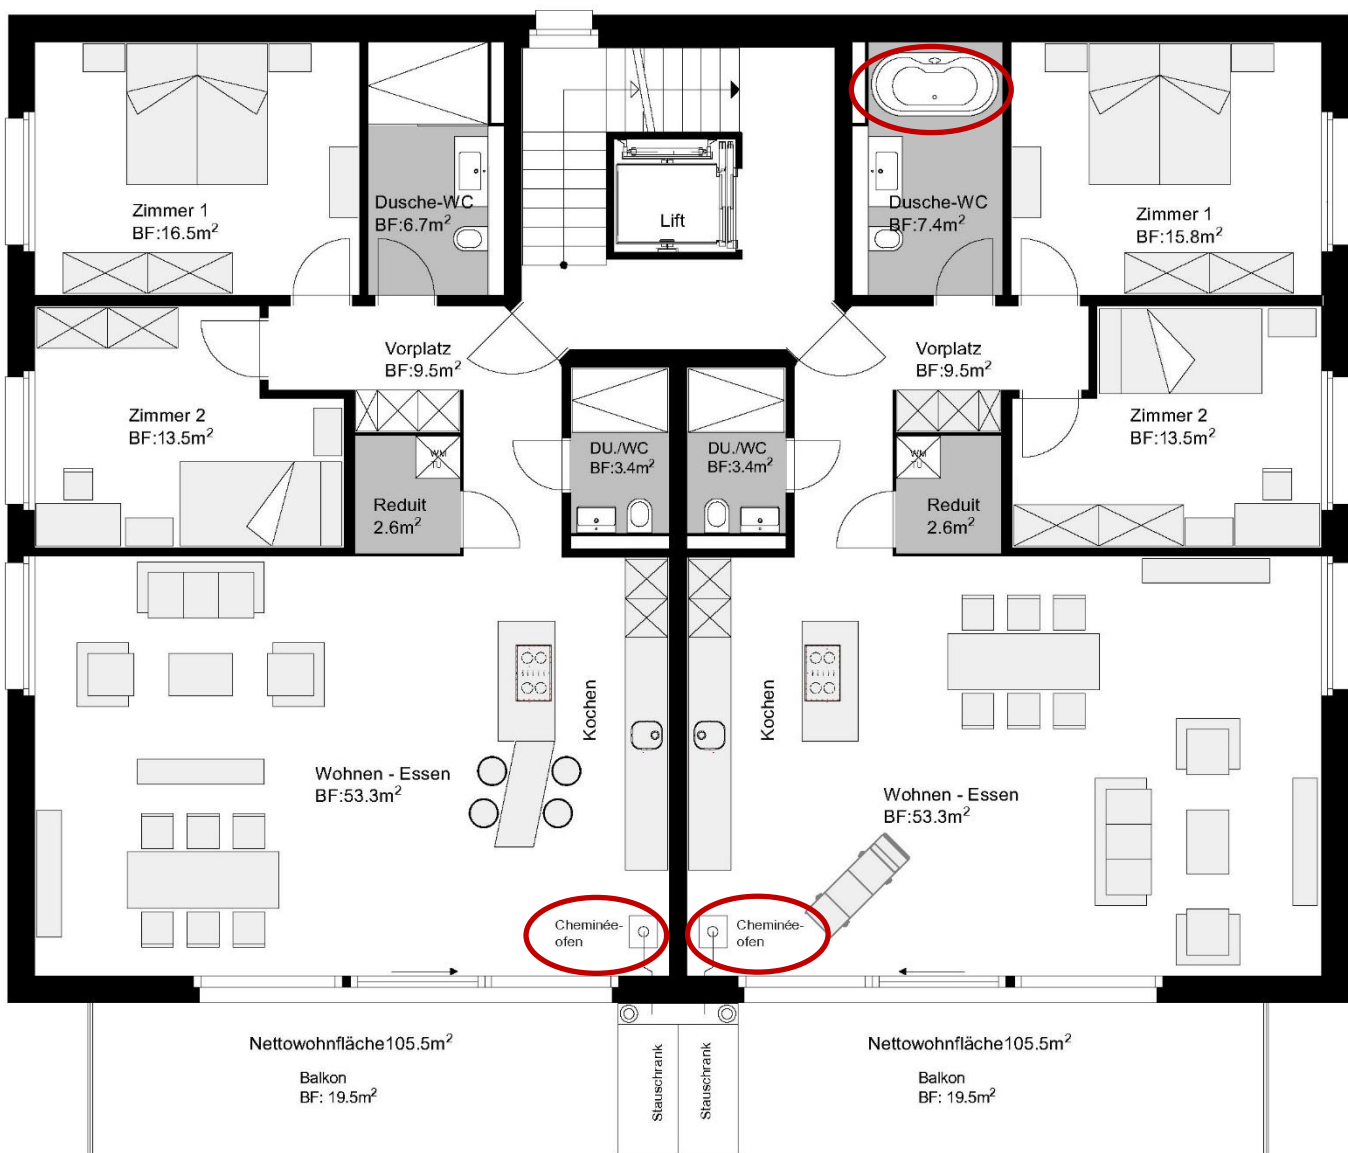 Zimmer 1
BF:16.5m²
Dusche-WC
BF:6.7m²
Lift
Dusche-WC
BF:7.4m²
Zimmer 1
BF:15.8m²
Vorplatz
BF:9.5m²
Vorplatz
BF:9.5m²
Zimmer 2
BF:13.5m²
Zimmer 2
BF:13.5m²
DU./WC
BF:3.4m²
DU./WC
BF:3.4m²
WM
TU
WM
TU
Reduit
2.6m²
Reduit
2.6m²
Kochen
Kochen
Wohnen - Essen
BF:53.3m²
Wohnen - Essen
BF:53.3m²
Cheminée-
ofen
Cheminée-
ofen
Nettowohnfläche105.5m²
Nettowohnfläche105.5m²
Balkon
BF: 19.5m²
Stauschrank
Stauschrank
Balkon
BF: 19.5m²